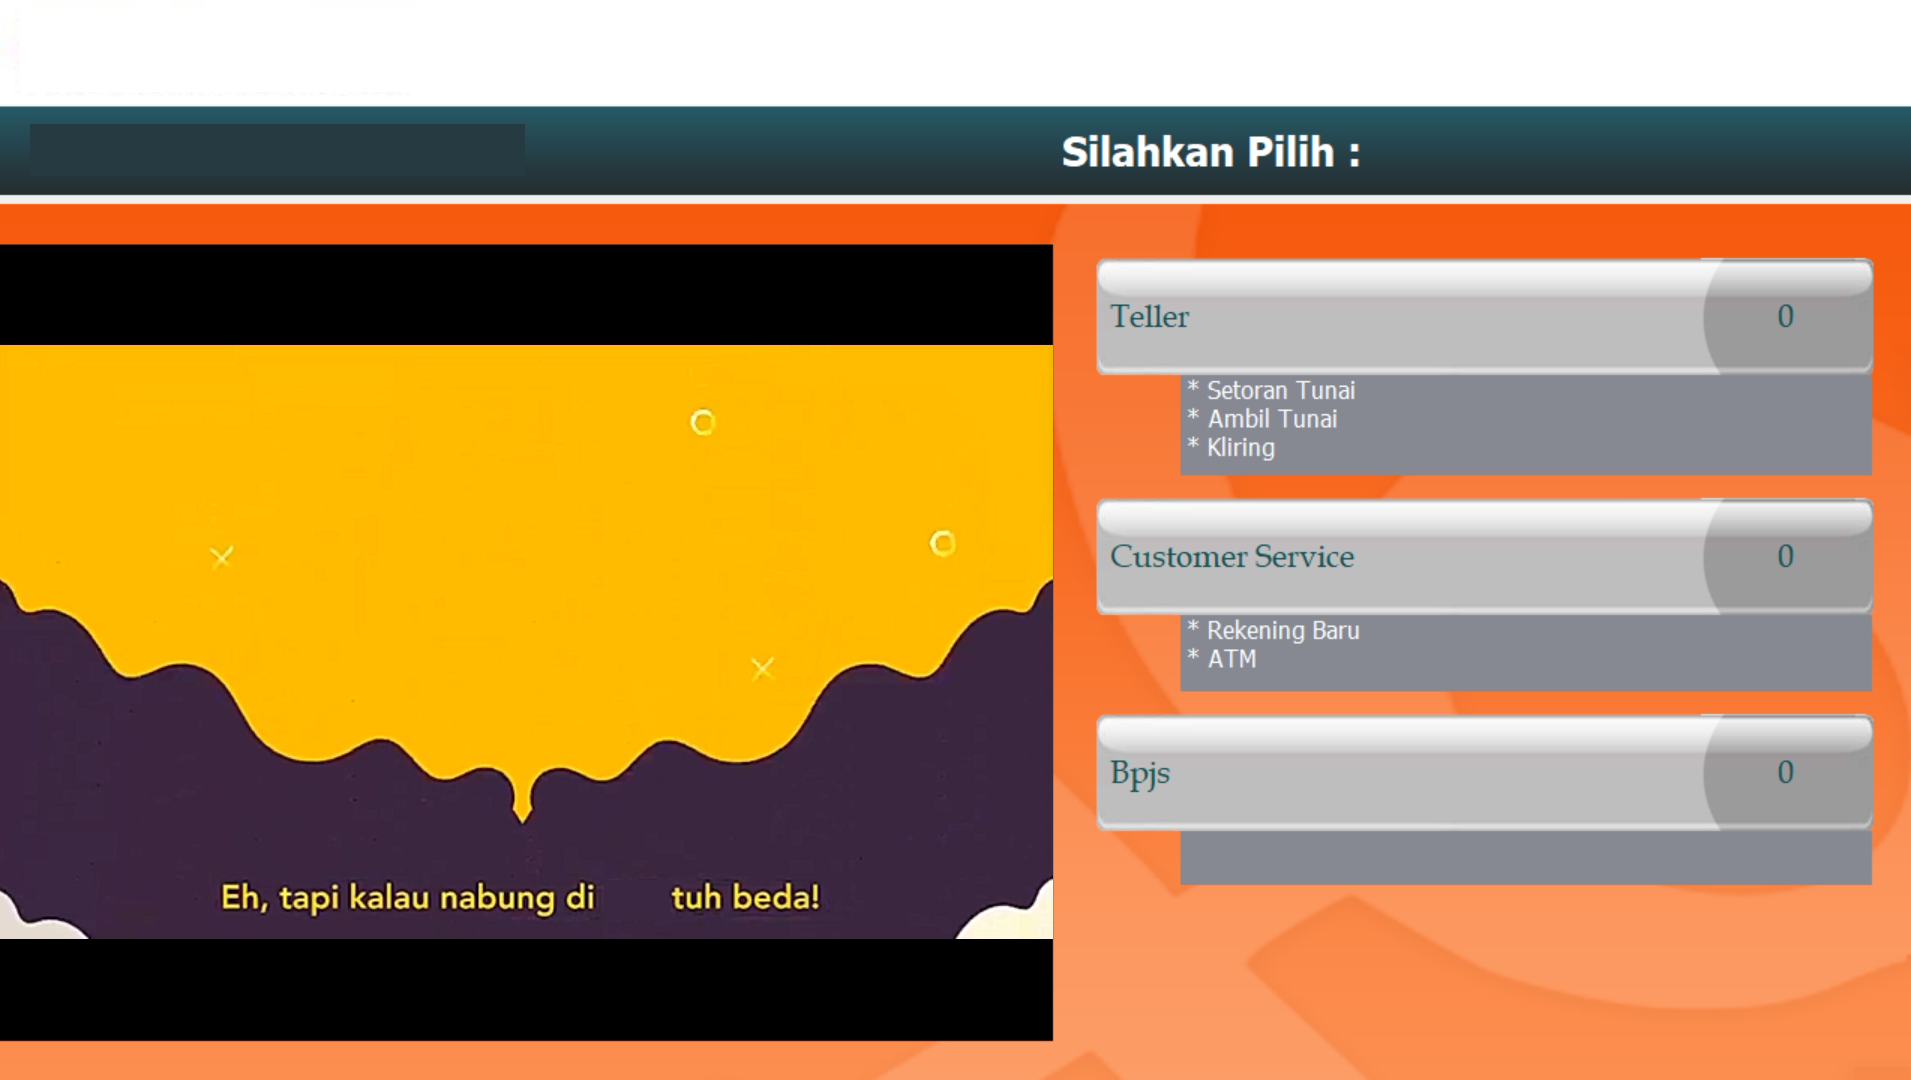 Silahkan Pilih :
Teller 0
* Setoran Tunai
* Ambil Tunai
* Kliring
Customer Service 0
* Rekening Baru
* ATM
Bpjs 0
Eh, tapi kalau nabung di tuh beda!